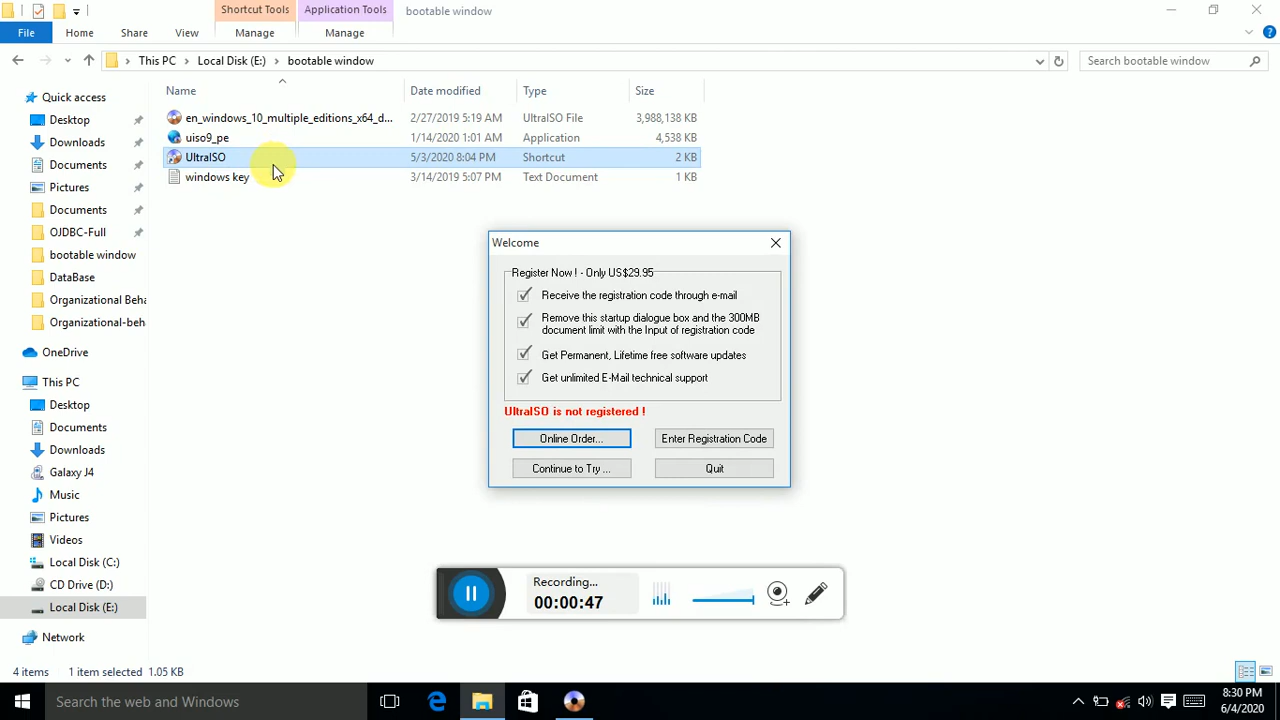 Shortcut Tools
Application Tools
bootable window
File
Home
Share
View
Manage
Manage
This PC
Local Disk (E:)
bootable window
Search bootable window
Name
Date modified
Type
Size
en_windows_10_multiple_editions_x64_d...
2/27/2019 5:19 AM
UltraISO File
3,988,138 KB
uiso9_pe
1/14/2020 1:01 AM
Application
4,538 KB
UltraISO
5/3/2020 8:04 PM
Shortcut
2 KB
windows key
3/14/2019 5:07 PM
Text Document
1 KB
Quick access
Desktop
Downloads
Documents
Pictures
Documents
OJDBC-Full
bootable window
DataBase
Organizational Beha
Organizational-beh
OneDrive
This PC
Desktop
Documents
Downloads
Galaxy J4
Music
Pictures
Videos
Local Disk (C:)
CD Drive (D:)
Local Disk (E:)
Network
Welcome
Register Now ! - Only US$29.95
Receive the registration code through e-mail
Remove this startup dialogue box and the 300MB
document limit with the Input of registration code
Get Permanent, Lifetime free software updates
Get unlimited E-Mail technical support
UltraISO is not registered !
Online Order...
Enter Registration Code
Continue to Try ...
Quit
Recording...
00:00:47
4 items
1 item selected 1.05 KB
Search the web and Windows
8:30 PM
6/4/2020